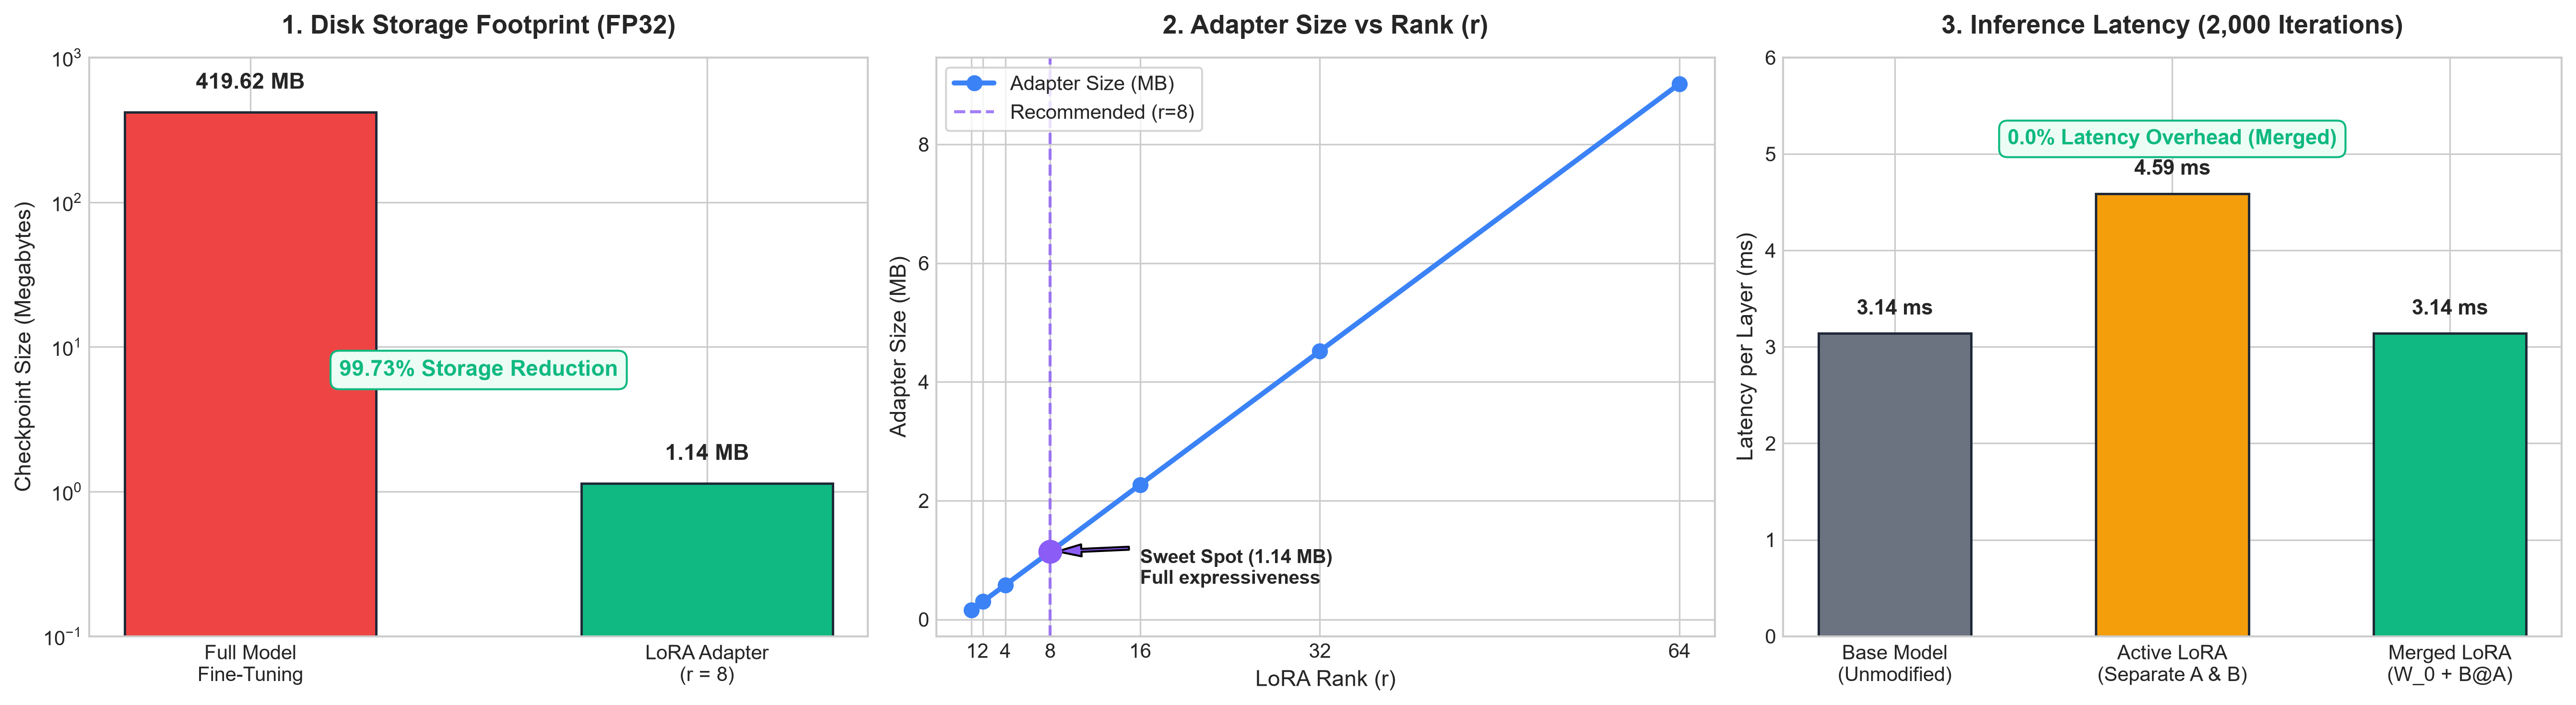 1. Disk Storage Footprint (FP32)
Checkpoint Size (Megabytes)
10³
10²
10¹
10⁰
10⁻¹
419.62 MB
99.73% Storage Reduction
1.14 MB
Full Model
Fine-Tuning
LoRA Adapter
(r = 8)
2. Adapter Size vs Rank (r)
Adapter Size (MB)
Recommended (r=8)
Adapter Size (MB)
8
6
4
2
0
Sweet Spot (1.14 MB)
Full expressiveness
1 2 4 8 16 32 64
LoRA Rank (r)
3. Inference Latency (2,000 Iterations)
Latency per Layer (ms)
6
5
4
3
2
1
0
0.0% Latency Overhead (Merged)
4.59 ms
3.14 ms
3.14 ms
Base Model
(Unmodified)
Active LoRA
(Separate A & B)
Merged LoRA
(W_0 + B@A)